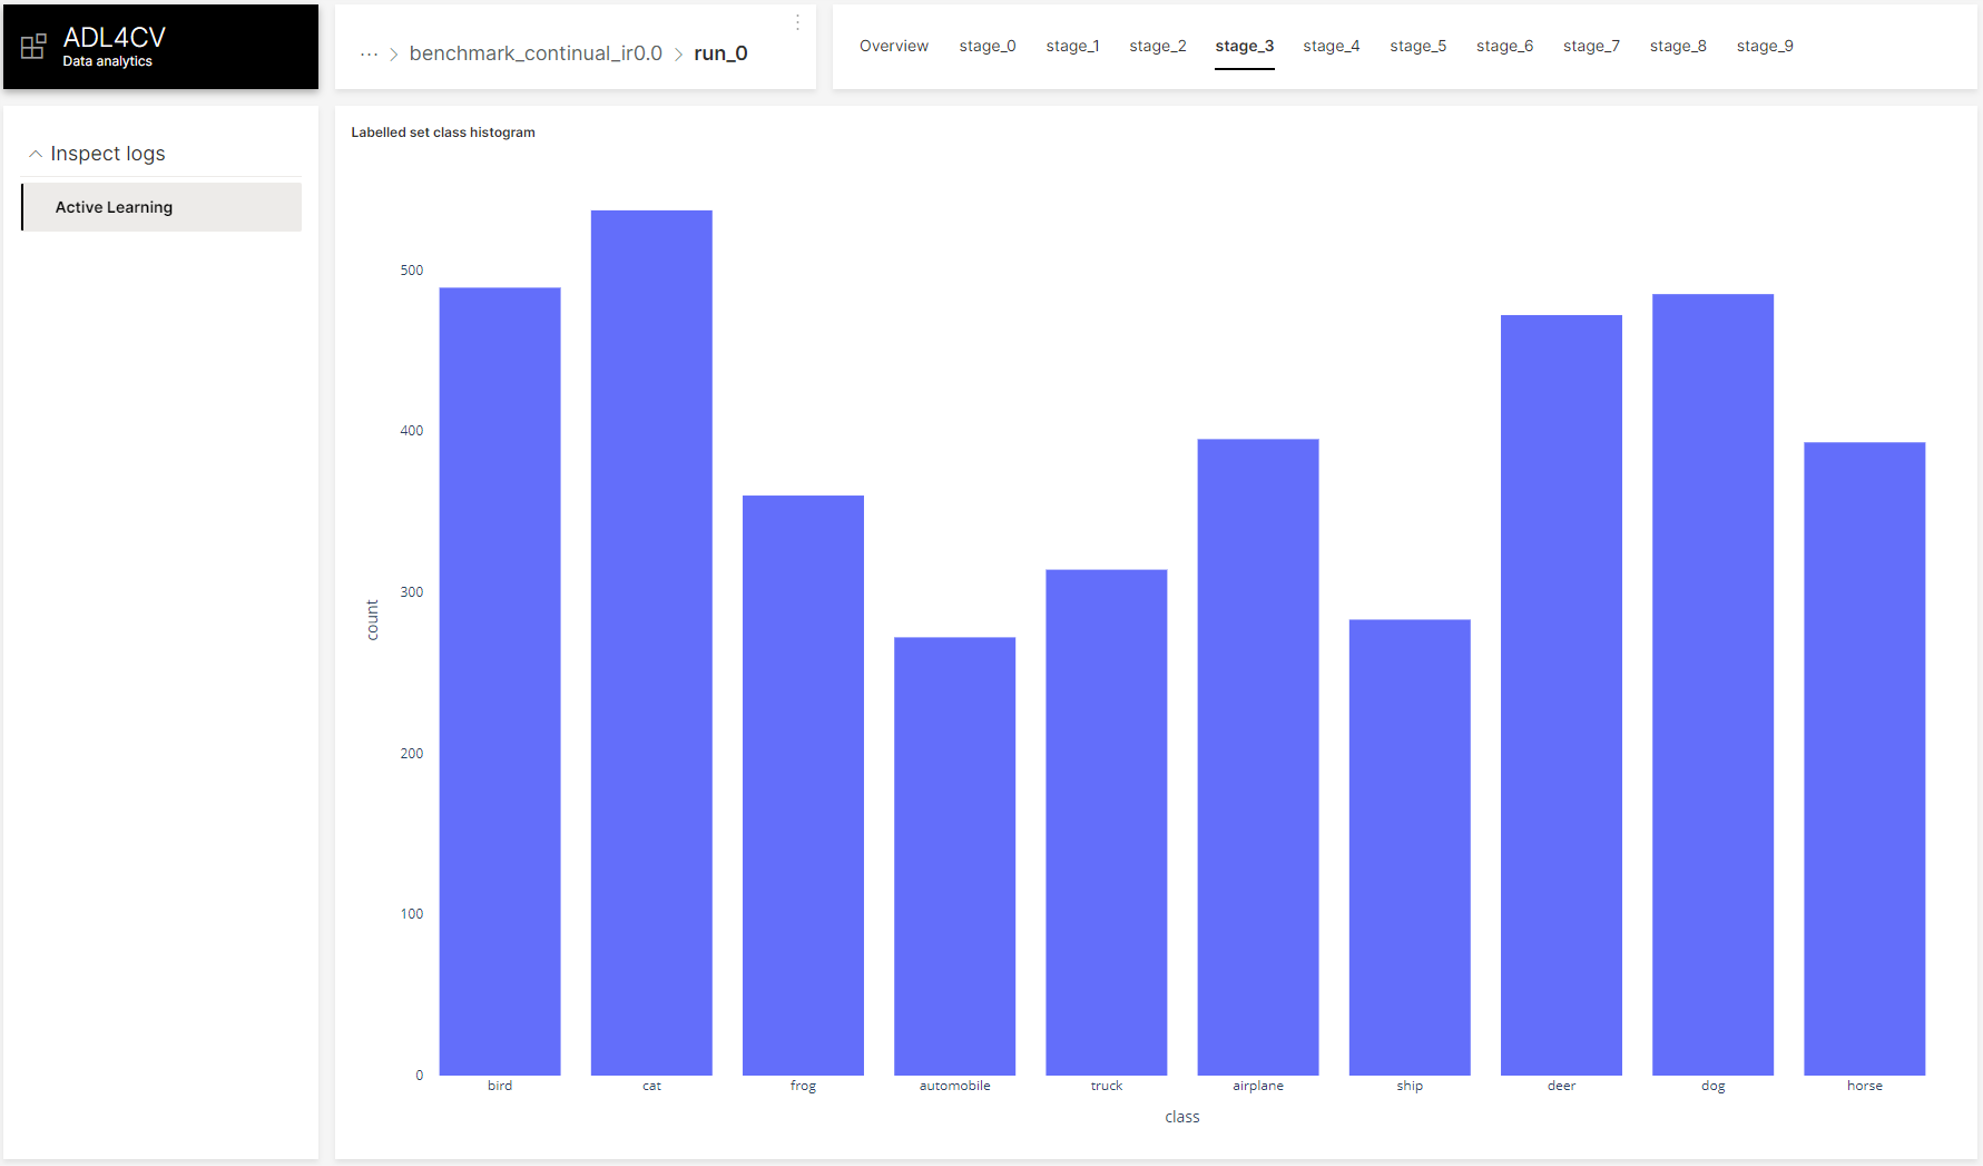 ADL4CV
Data analytics
··· > benchmark_continual_ir0.0 > run_0
Overview stage_0 stage_1 stage_2 stage_3 stage_4 stage_5 stage_6 stage_7 stage_8 stage_9
Inspect logs
Active Learning
Labelled set class histogram
500
400
300
200
100
0
count
bird cat frog automobile truck airplane ship deer dog horse
class